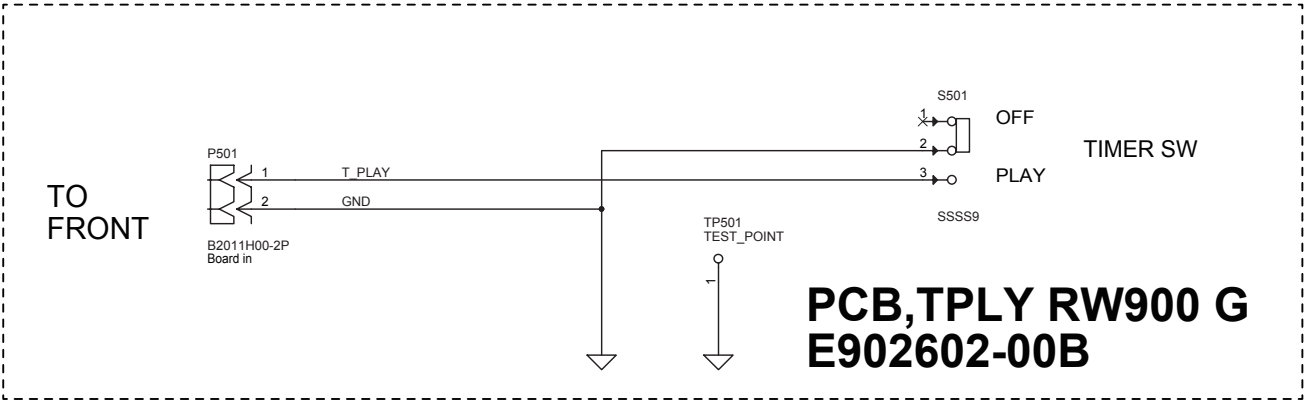 S501
1
OFF
2
TIMER SW
P501
1
T_PLAY
3
PLAY
TO
FRONT
2
GND
SSSS9
TP501
TEST_POINT
B2011H00-2P
Board in
1
PCB,TPLY RW900 G
E902602-00B